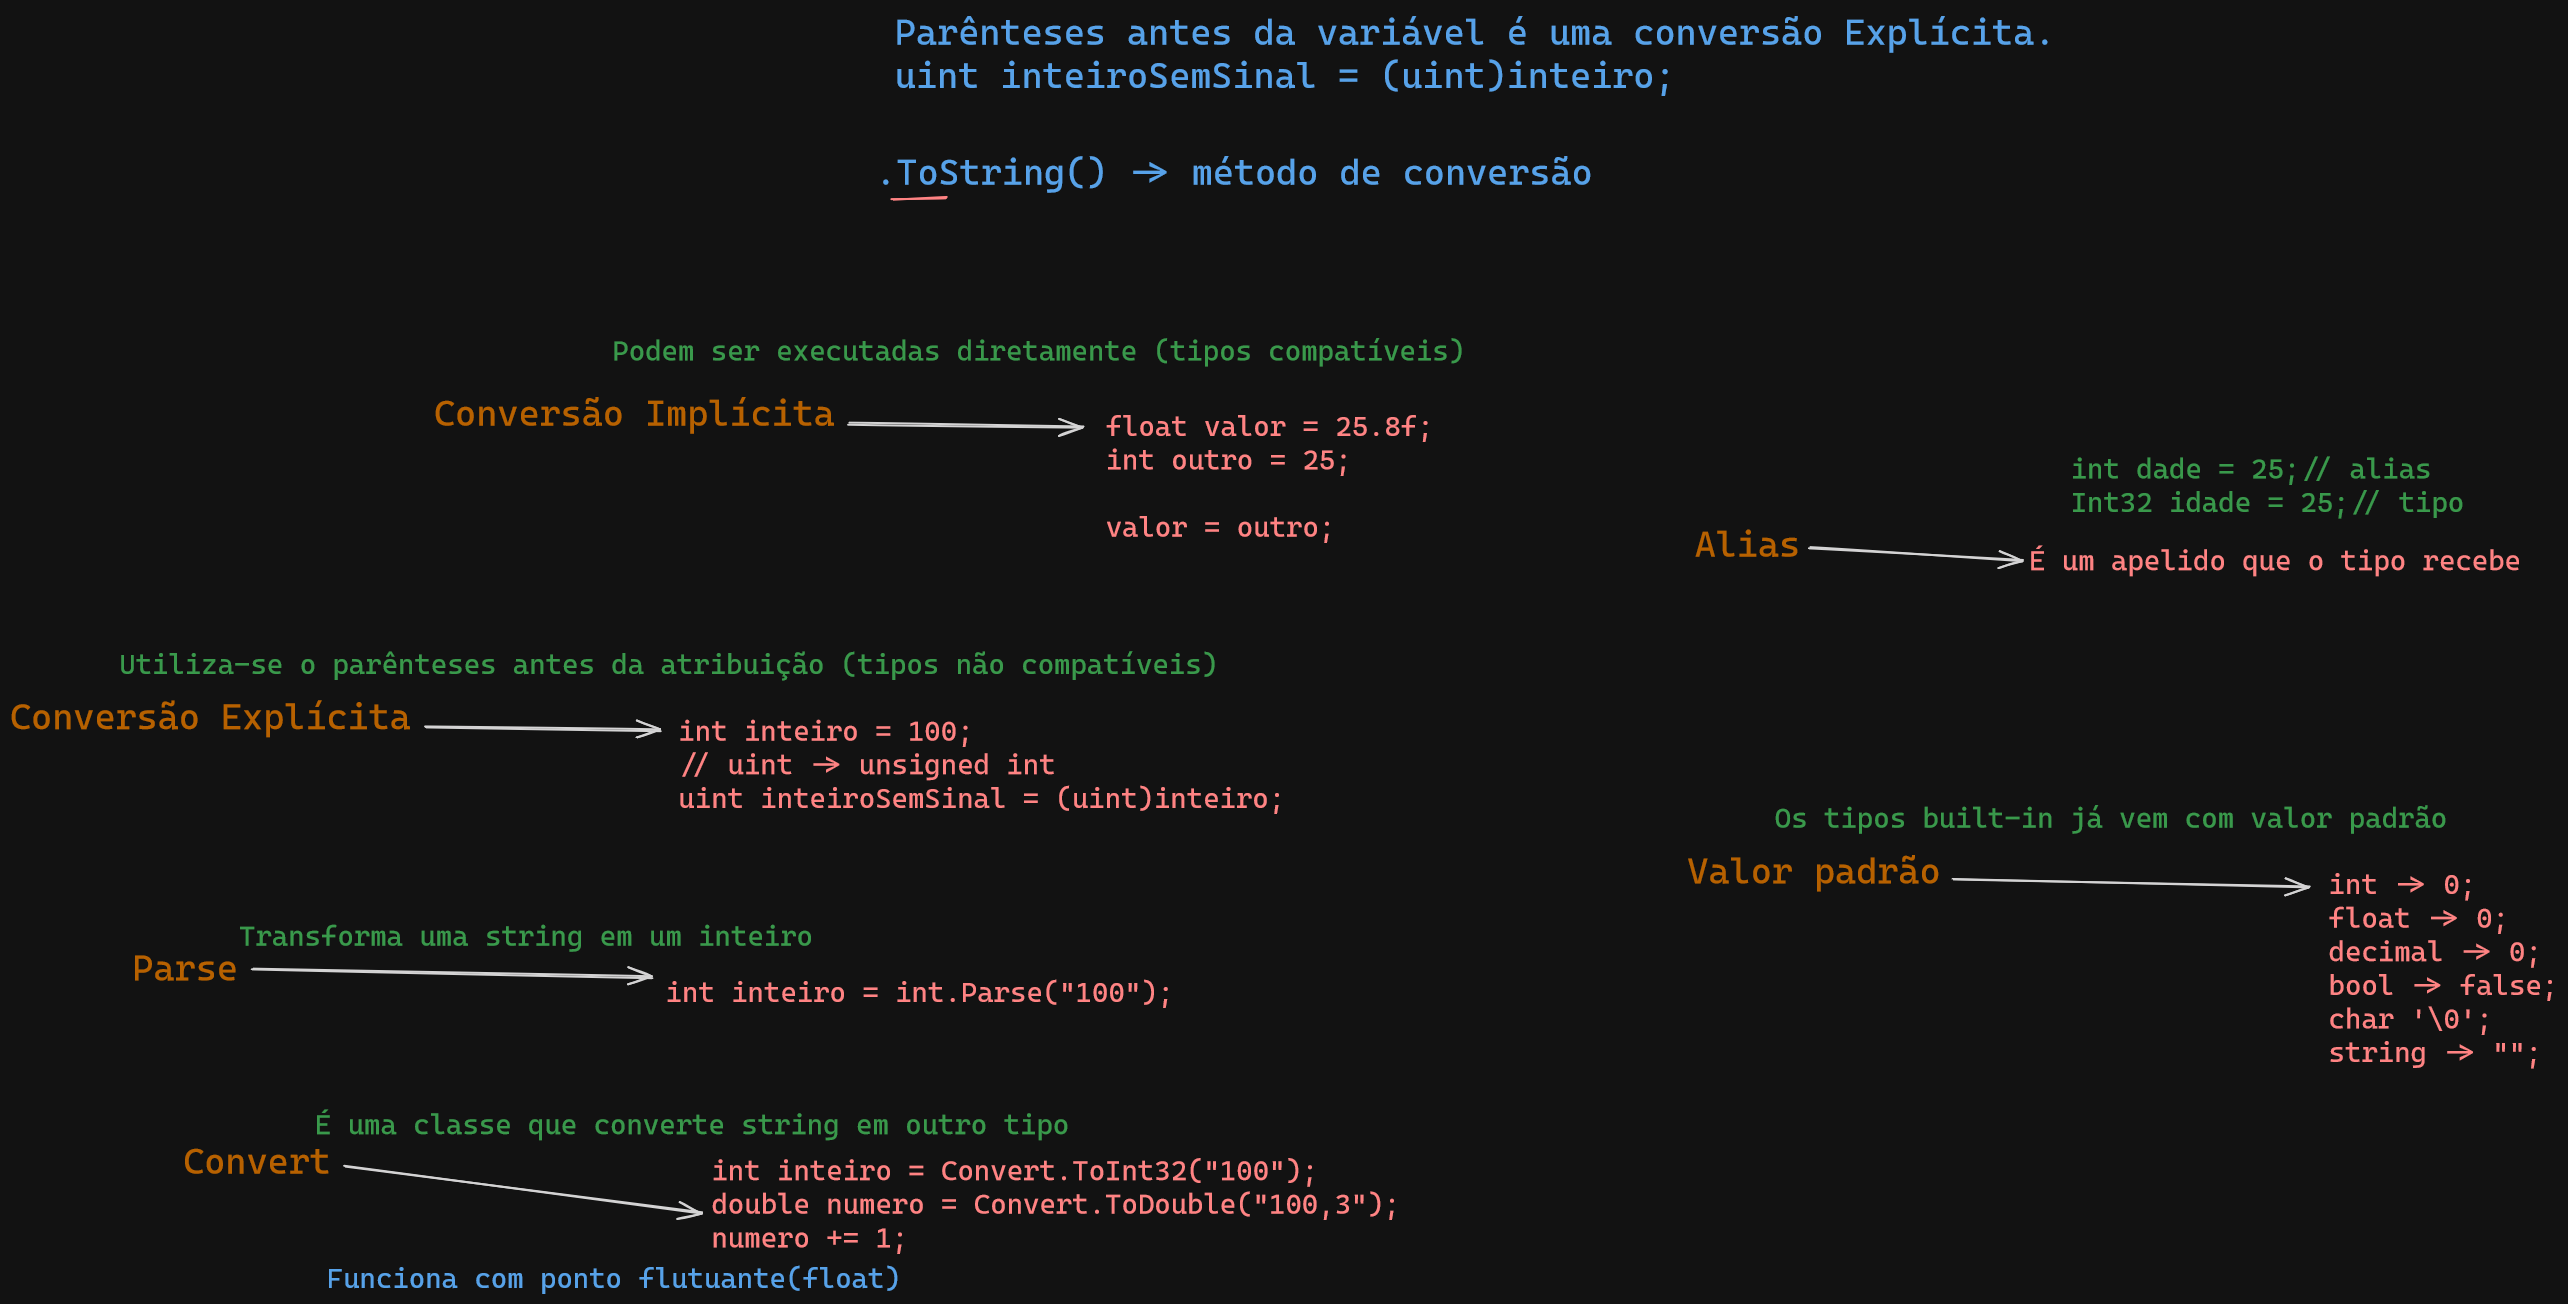 Parênteses antes da variável é uma conversão Explícita.
uint inteiroSemSinal = (uint)inteiro;
.ToString() -> método de conversão
Podem ser executadas diretamente (tipos compatíveis)
Conversão Implícita
float valor = 25.8f;
int outro = 25;
valor = outro;
int dade = 25;// alias
Int32 idade = 25;// tipo
Alias
É um apelido que o tipo recebe
Utiliza-se o parênteses antes da atribuição (tipos não compatíveis)
Conversão Explícita
int inteiro = 100;
// uint -> unsigned int
uint inteiroSemSinal = (uint)inteiro;
Os tipos built-in já vem com valor padrão
Valor padrão
int -> 0;
float -> 0;
decimal -> 0;
bool -> false;
char '\0';
string -> "";
Transforma uma string em um inteiro
Parse
int inteiro = int.Parse("100");
É uma classe que converte string em outro tipo
Convert
int inteiro = Convert.ToInt32("100");
double numero = Convert.ToDouble("100,3");
numero += 1;
Funciona com ponto flutuante(float)